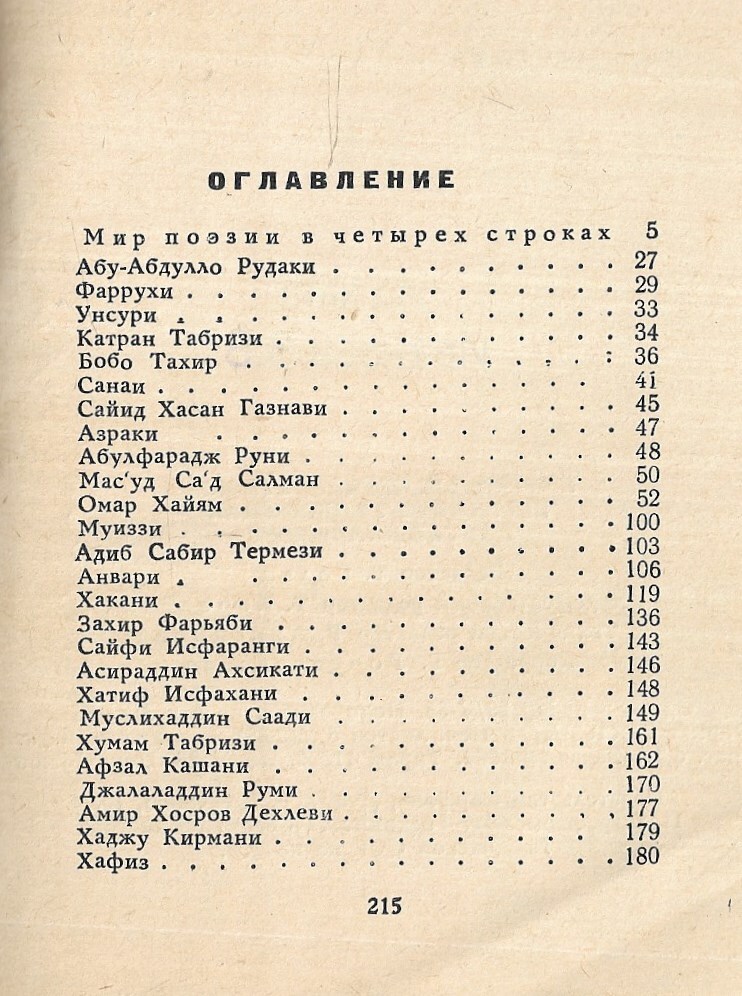 ОГЛАВЛЕНИЕ
Мир поэзии в четырех строках 5
Абу-Абдулло Рудаки . . . . . . . . . . 27
Фаррухи . . . . . . . . . . . . . . 29
Унсури . . . . . . . . . . . . . . 33
Катран Табризи . . . . . . . . . . . 34
Бобо Тахир . . . . . . . . . . . . 36
Санаи . . . . . . . . . . . . . . 41
Сайид Хасан Газнави . . . . . . . . . 45
Азраки . . . . . . . . . . . . . 47
Абулфарадж Руни . . . . . . . . . . 48
Мас‘уд Са‘д Салман . . . . . . . . . 50
Омар Хайям . . . . . . . . . . . . 52
Муиззи . . . . . . . . . . . . . . 100
Адиб Сабир Термези . . . . . . . . . 103
Анвари . . . . . . . . . . . . . 106
Хакани . . . . . . . . . . . . . . 119
Захир Фарьяби . . . . . . . . . . . 136
Сайфи Исфаранги . . . . . . . . . . 143
Асираддин Ахсикати . . . . . . . . . 146
Хатиф Исфахани . . . . . . . . . . 148
Муслихаддин Саади . . . . . . . . . 149
Хумам Табризи . . . . . . . . . . . 161
Афзал Кашани . . . . . . . . . . . 162
Джалаладдин Руми . . . . . . . . . . 170
Амир Хосров Дехлеви . . . . . . . . . 177
Хаджу Кирмани . . . . . . . . . . . 179
Хафиз . . . . . . . . . . . . . . 180
215